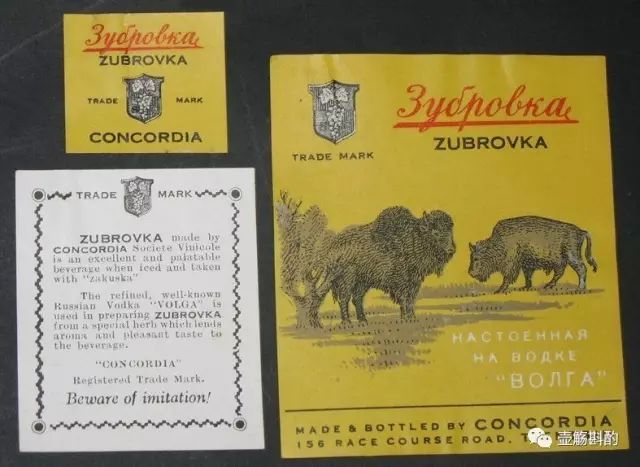 Зубровка
ZUBROVKA
TRADE MARK
CONCORDIA
TRADE MARK
ZUBROVKA made by
CONCORDIA Societe Vinicole
is an excellent and palatable
beverage when iced and taken
with "zakuska"
The refined, well-known
Russian Vodka "VOLGA" is
used in preparing ZUBROVKA
from a special herb which lends
aroma and pleasant taste to
the beverage.
"CONCORDIA"
Registered Trade Mark.
Beware of imitation!
Зубровка
TRADE MARK
ZUBROVKA
НАСТОЕННАЯ
НА ВОДКЕ
"ВОЛГА"
MADE & BOTTLED BY CONCORDIA
156 RACE COURSE ROAD,
壶觞斟酌